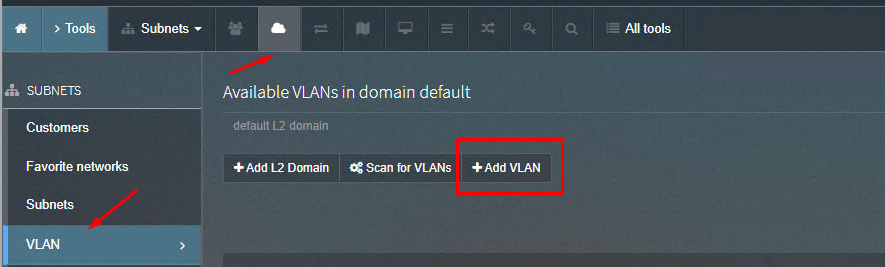 Tools Subnets All tools
SUBNETS
Customers
Favorite networks
Subnets
VLAN
Available VLANs in domain default
default L2 domain
Add L2 Domain Scan for VLANs Add VLAN